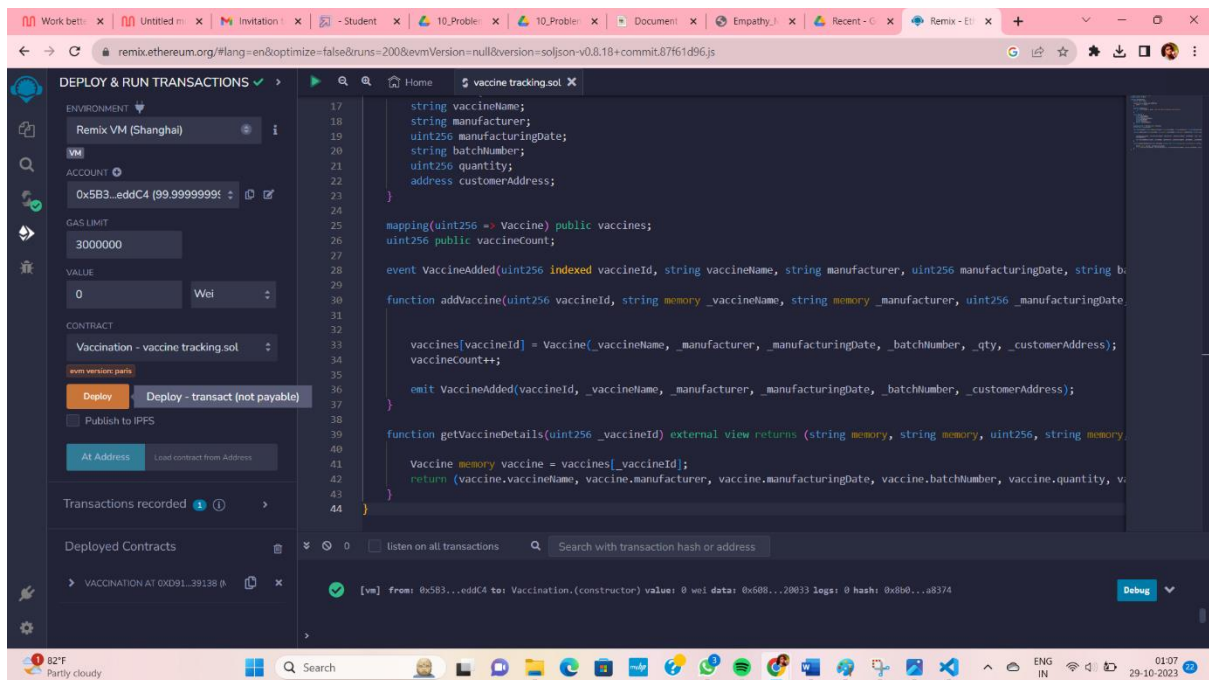 Work bette
Untitled m
Invitation t
- Student
10_Problen
10_Problen
Document
Empathy_
Recent - G
Remix - Eth
remix.ethereum.org/#lang=en&optimize=false&runs=200&evmVersion=null&version=soljson-v0.8.18+commit.87f61d96.js
DEPLOY & RUN TRANSACTIONS
Home
vaccine tracking.sol
ENVIRONMENT
Remix VM (Shanghai)
VM
ACCOUNT
0x5B3...eddC4 (99.99999999
GAS LIMIT
3000000
VALUE
0 Wei
CONTRACT
Vaccination - vaccine tracking.sol
evm version: paris
Deploy
Deploy - transact (not payable)
Publish to IPFS
At Address
Load contract from Address
Transactions recorded 1
Deployed Contracts
VACCINATION AT 0XD91...39138 (
17 string vaccineName;
18 string manufacturer;
19 uint256 manufacturingDate;
20 string batchNumber;
21 uint256 quantity;
22 address customerAddress;
23 }
24
25 mapping(uint256 => Vaccine) public vaccines;
26 uint256 public vaccineCount;
27
28 event VaccineAdded(uint256 indexed vaccineId, string vaccineName, string manufacturer, uint256 manufacturingDate, string ba
29
30 function addVaccine(uint256 vaccineId, string memory _vaccineName, string memory _manufacturer, uint256 _manufacturingDate,
31
32
33 vaccines[vaccineId] = Vaccine(_vaccineName, _manufacturer, _manufacturingDate, _batchNumber, _qty, _customerAddress);
34 vaccineCount++;
35
36 emit VaccineAdded(vaccineId, _vaccineName, _manufacturer, _manufacturingDate, _batchNumber, _customerAddress);
37 }
38
39 function getVaccineDetails(uint256 _vaccineId) external view returns (string memory, string memory, uint256, string memory,
40
41 Vaccine memory vaccine = vaccines[_vaccineId];
42 return (vaccine.vaccineName, vaccine.manufacturer, vaccine.manufacturingDate, vaccine.batchNumber, vaccine.quantity, va
43 }
44 }
0 listen on all transactions Search with transaction hash or address
[vm] from: 0x5B3...eddC4 to: Vaccination.(constructor) value: 0 wei data: 0x608...20033 logs: 0 hash: 0x8b0...a8374
Debug
>
1
82°F
Partly cloudy
Search
ENG
IN
01:07
29-10-2023
22